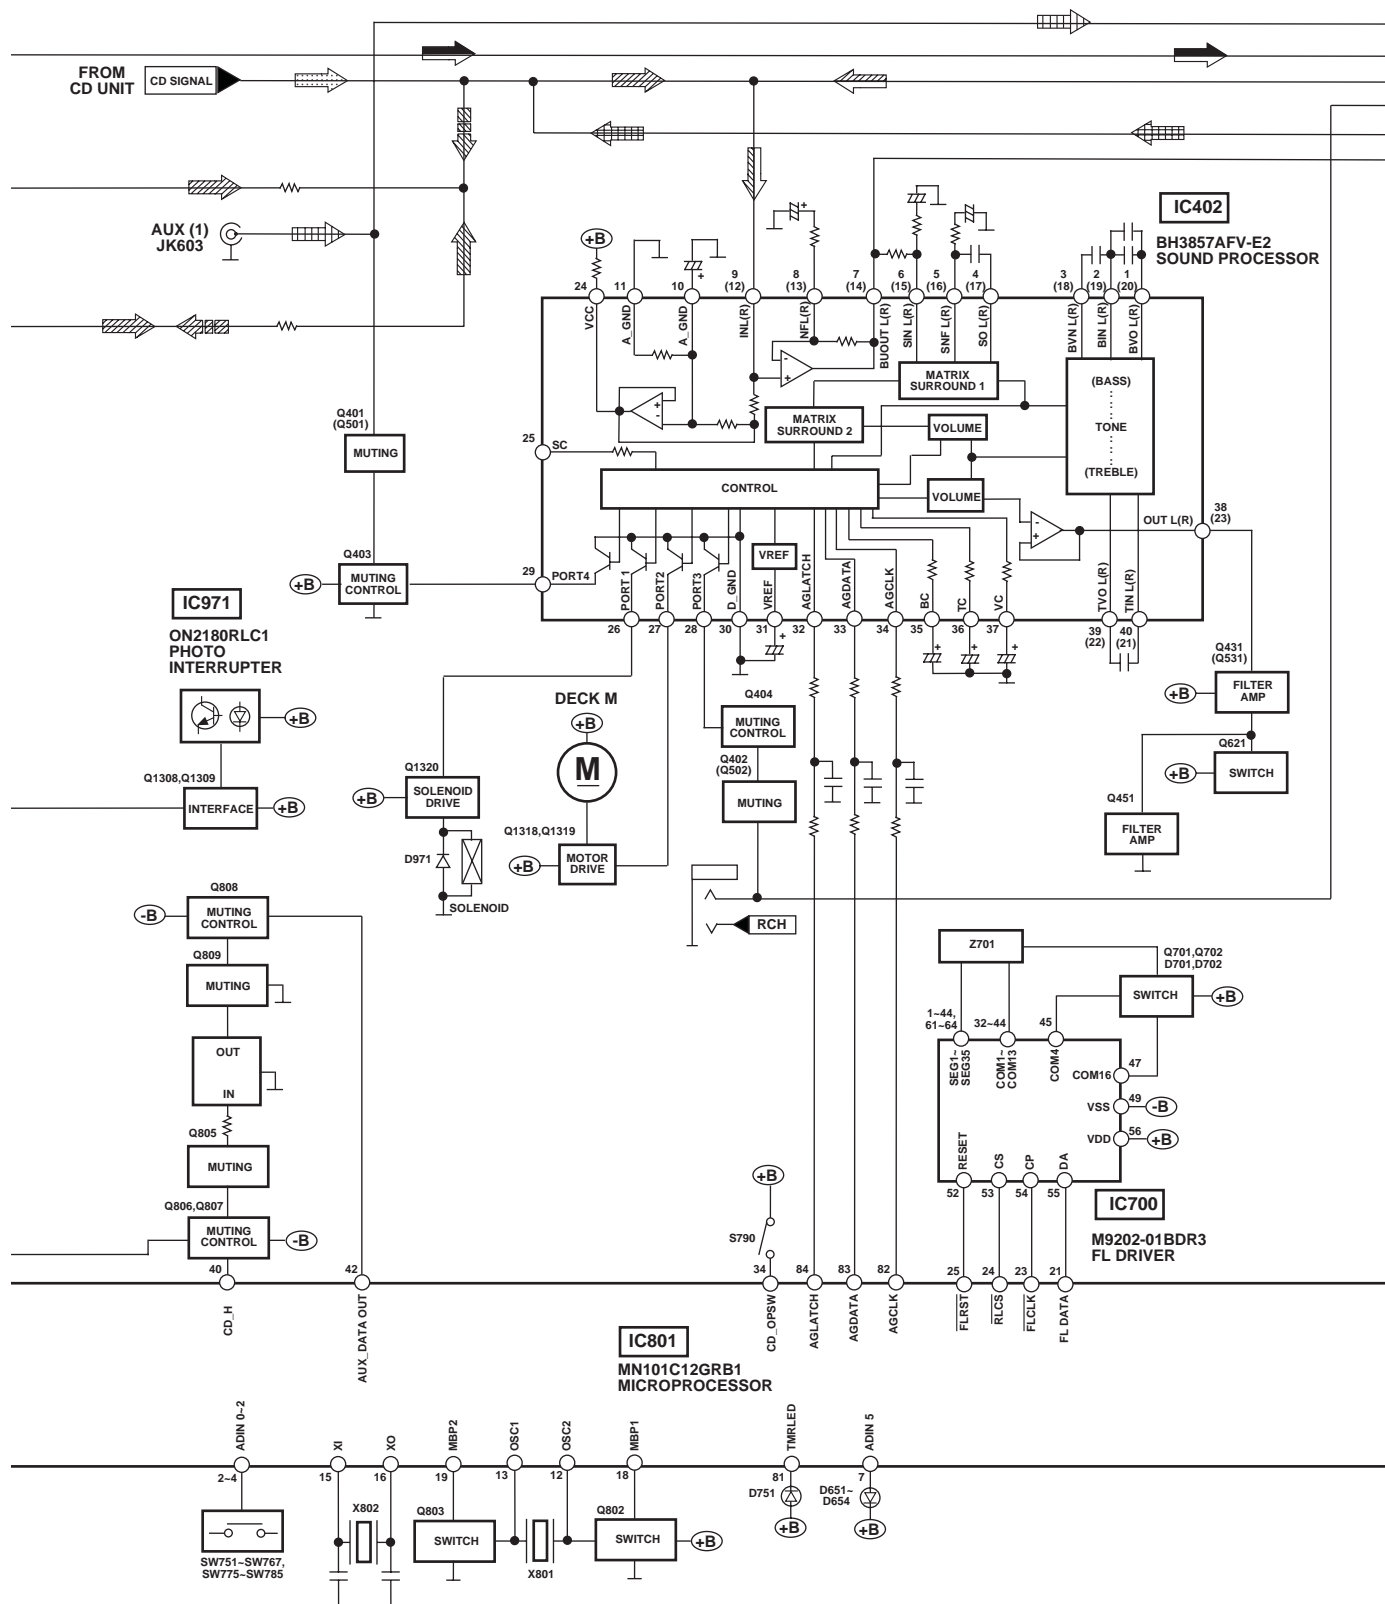 FROM
CD UNIT
CD SIGNAL
AUX (1)
JK603
IC402
BH3857AFV-E2
SOUND PROCESSOR
+B
24
11
10
9
(12)
8
(13)
7
(14)
6
(15)
5
(16)
4
(17)
3
(18)
2
(19)
1
(20)
VCC
A_GND
A_GND
INL(R)
NFL(R)
BUOUT L(R)
SIN L(R)
SNF L(R)
SO L(R)
BVN L(R)
BIN L(R)
BVO L(R)
+
+
+
-
+
-
MATRIX
SURROUND 1
MATRIX
SURROUND 2
VOLUME
VOLUME
(BASS)
TONE
(TREBLE)
Q401
(Q501)
MUTING
25
SC
CONTROL
-
+
OUT L(R)
38
(23)
Q403
+B
MUTING
CONTROL
29
PORT4
PORT 1
PORT2
PORT3
D_GND
VREF
VREF
AGLATCH
AGDATA
AGCLK
BC
TC
VC
TVO L(R)
TIN L(R)
26
27
28
30
31
32
33
34
35
36
37
39
(22)
40
(21)
+
+
+
+
IC971
ON2180RLC1
PHOTO
INTERRUPTER
+B
Q1308,Q1309
INTERFACE
+B
DECK M
+B
M
Q1320
+B
SOLENOID
DRIVE
D971
SOLENOID
Q1318,Q1319
+B
MOTOR
DRIVE
Q404
MUTING
CONTROL
Q402
(Q502)
MUTING
RCH
Q431
(Q531)
+B
FILTER
AMP
Q621
+B
SWITCH
Q451
FILTER
AMP
Q808
-B
MUTING
CONTROL
Q809
MUTING
OUT
IN
Q805
MUTING
Q806,Q807
MUTING
CONTROL
-B
Z701
Q701,Q702
D701,D702
SWITCH
+B
1~44,
61~64
32~44
45
SEG1~
SEG35
COM1~
COM13
COM4
COM16
47
VSS
49
-B
VDD
56
+B
RESET
CS
CP
DA
52
53
54
55
IC700
M9202-01BDR3
FL DRIVER
+B
S790
40
42
34
84
83
82
25
24
23
21
CD_H
AUX_DATA OUT
CD_OPSW
AGLATCH
AGDATA
AGCLK
FLRST
RLCS
FLCLK
FL DATA
IC801
MN101C12GRB1
MICROPROCESSOR
ADIN 0~2
XI
XO
MBP2
OSC1
OSC2
MBP1
TMRLED
ADIN 5
2~4
15
16
19
13
12
18
81
7
SW751~SW767,
SW775~SW785
X802
Q803
SWITCH
X801
Q802
SWITCH
+B
D751
+B
D651~
D654
+B